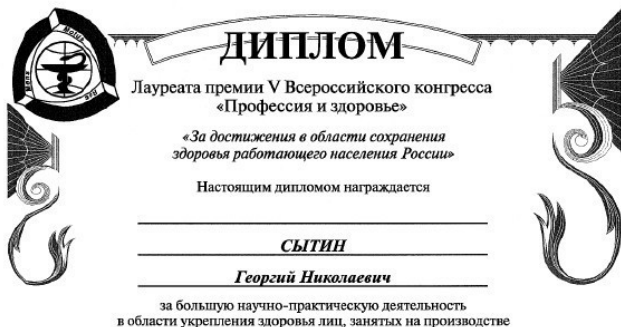 ДИПЛОМ
Лауреата премии V Всероссийского конгресса
«Профессия и здоровье»
«За достижения в области сохранения
здоровья работающего населения России»
Настоящим дипломом награждается
СЫТИН
Георгий Николаевич
за большую научно-практическую деятельность
в области укрепления здоровья лиц, занятых на производстве